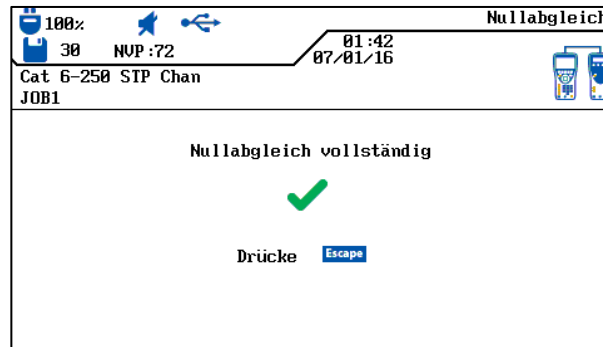 100%
Nullabgleich
30 NVP:72
01:42
07/01/16
Cat 6-250 STP Chan
JOB1
Nullabgleich vollständig
Drücke Escape